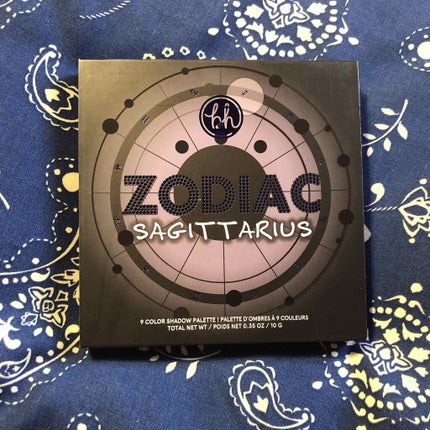 bh
ZODIAC
SAGITTARIUS
9 COLOR SHADOW PALETTE | PALETTE D'OMBRES À 9 COULEURS
TOTAL NET WT / POIDS NET 0.35 OZ / 10 G